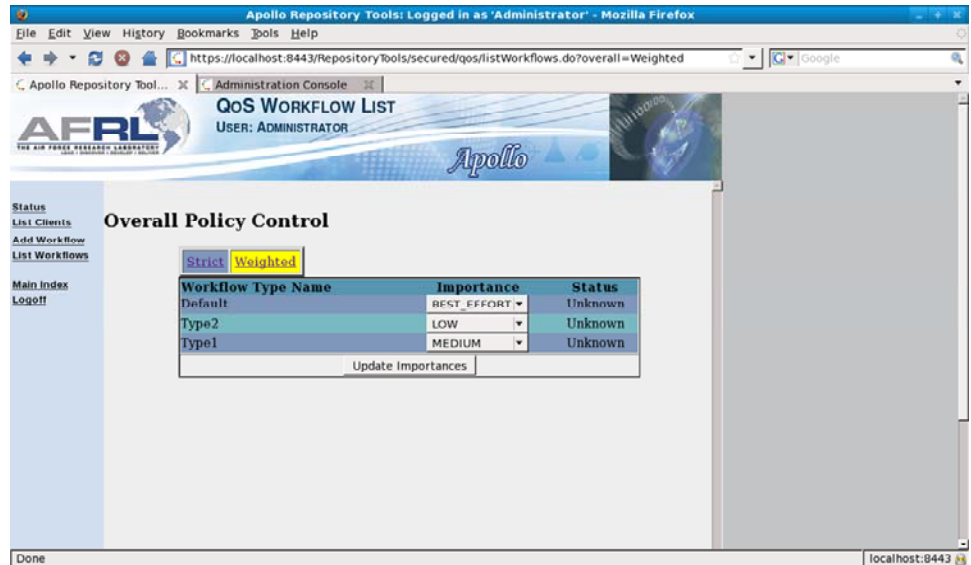 Apollo Repository Tools: Logged in as 'Administrator' - Mozilla Firefox
File Edit View History Bookmarks Tools Help
https://localhost:8443/RepositoryTools/secured/qos/listWorkflows.do?overall=Weighted
Google
Apollo Repository Tool...
Administration Console
QoS Workflow List
User: Administrator
AFRL
THE AIR FORCE RESEARCH LABORATORY
LEAD | DISCOVER | DEVELOP | DELIVER
Apollo
Status
List Clients
Add Workflow
List Workflows
Main Index
Logoff
Overall Policy Control
Strict Weighted
Workflow Type Name Importance Status
Default BEST_EFFORT Unknown
Type2 LOW Unknown
Type1 MEDIUM Unknown
Update Importances
Done
localhost:8443